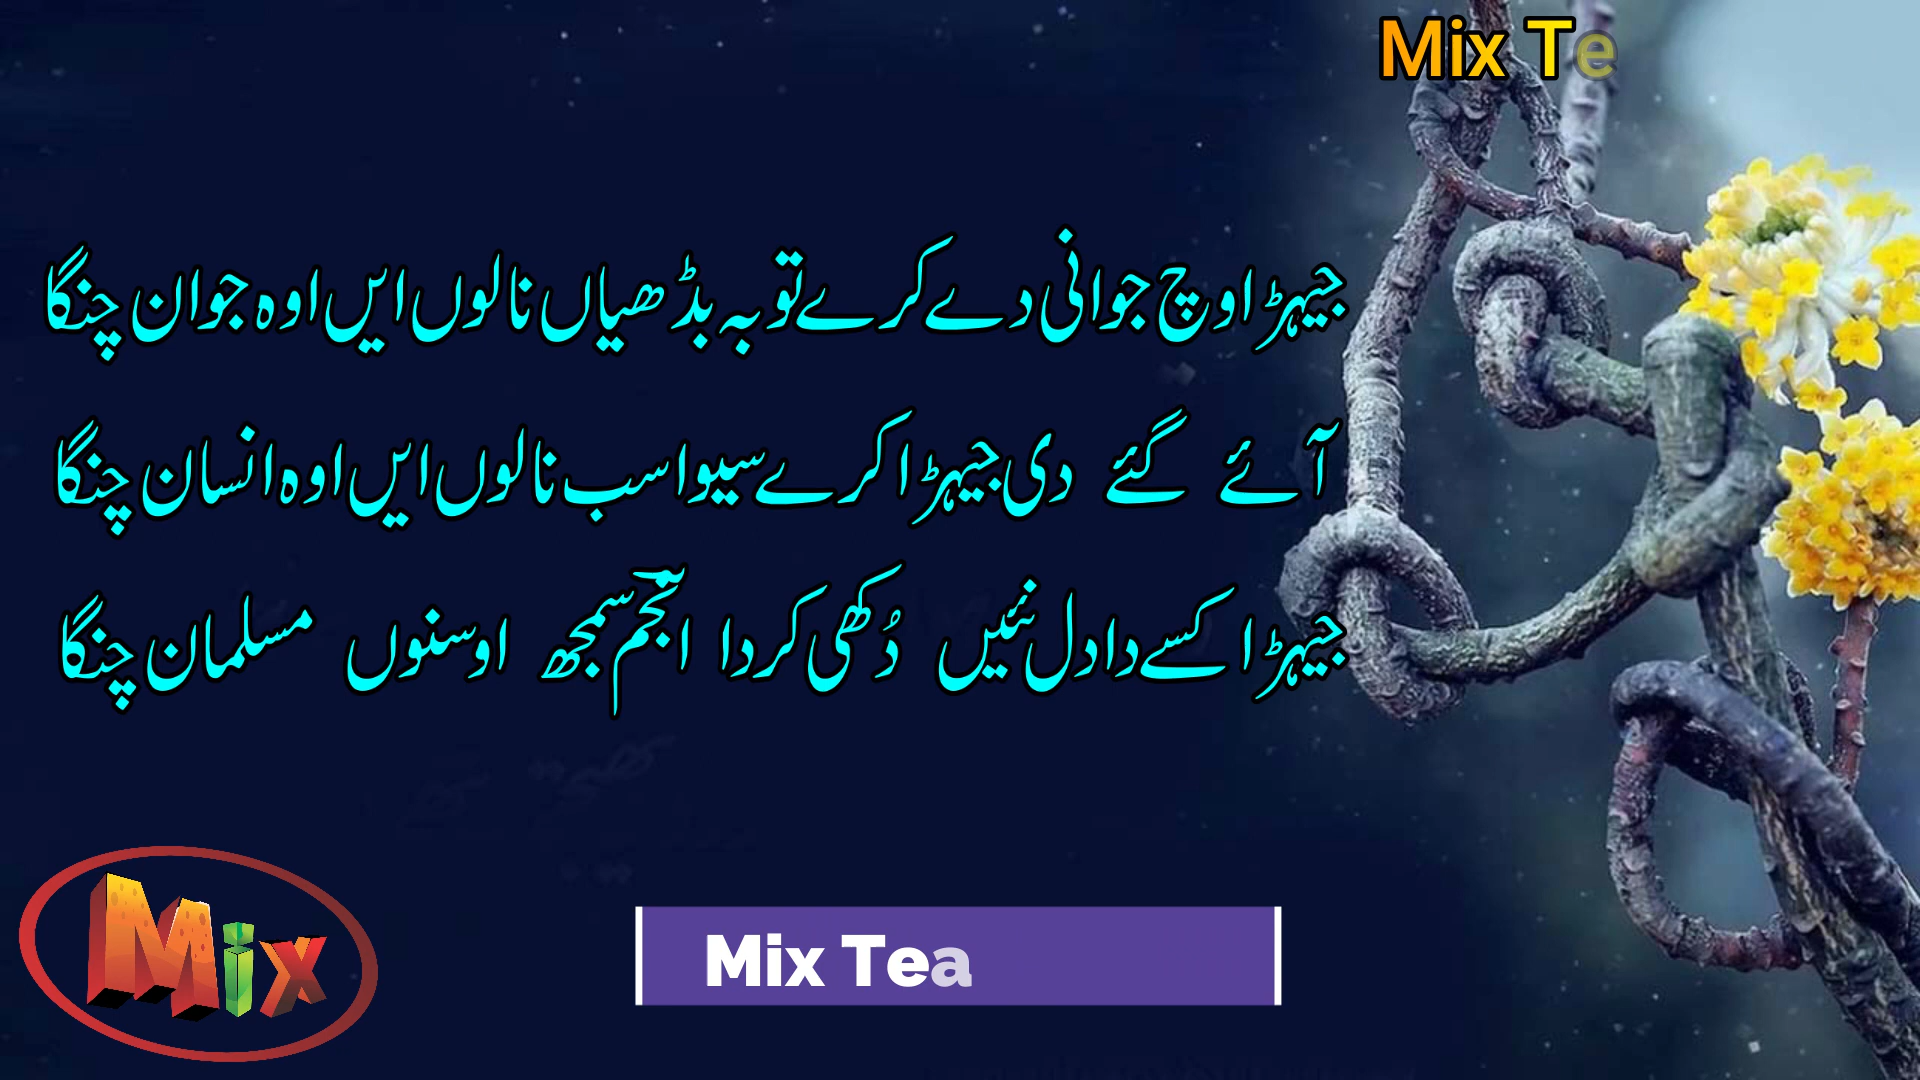 Mix Te
جیہڑا وچ جوانی دے کرے توبہ بڈھیاں نالوں ایں اوہ جوان چنگا
آئے گئے دی جیہڑا کرے سیوا سب نالوں ایں اوہ انسان چنگا
جیہڑا کسے دا دل نئیں دُکھی کردا انجؔم سمجھ اوسنوں مسلمان چنگا
Mix
Mix Tea